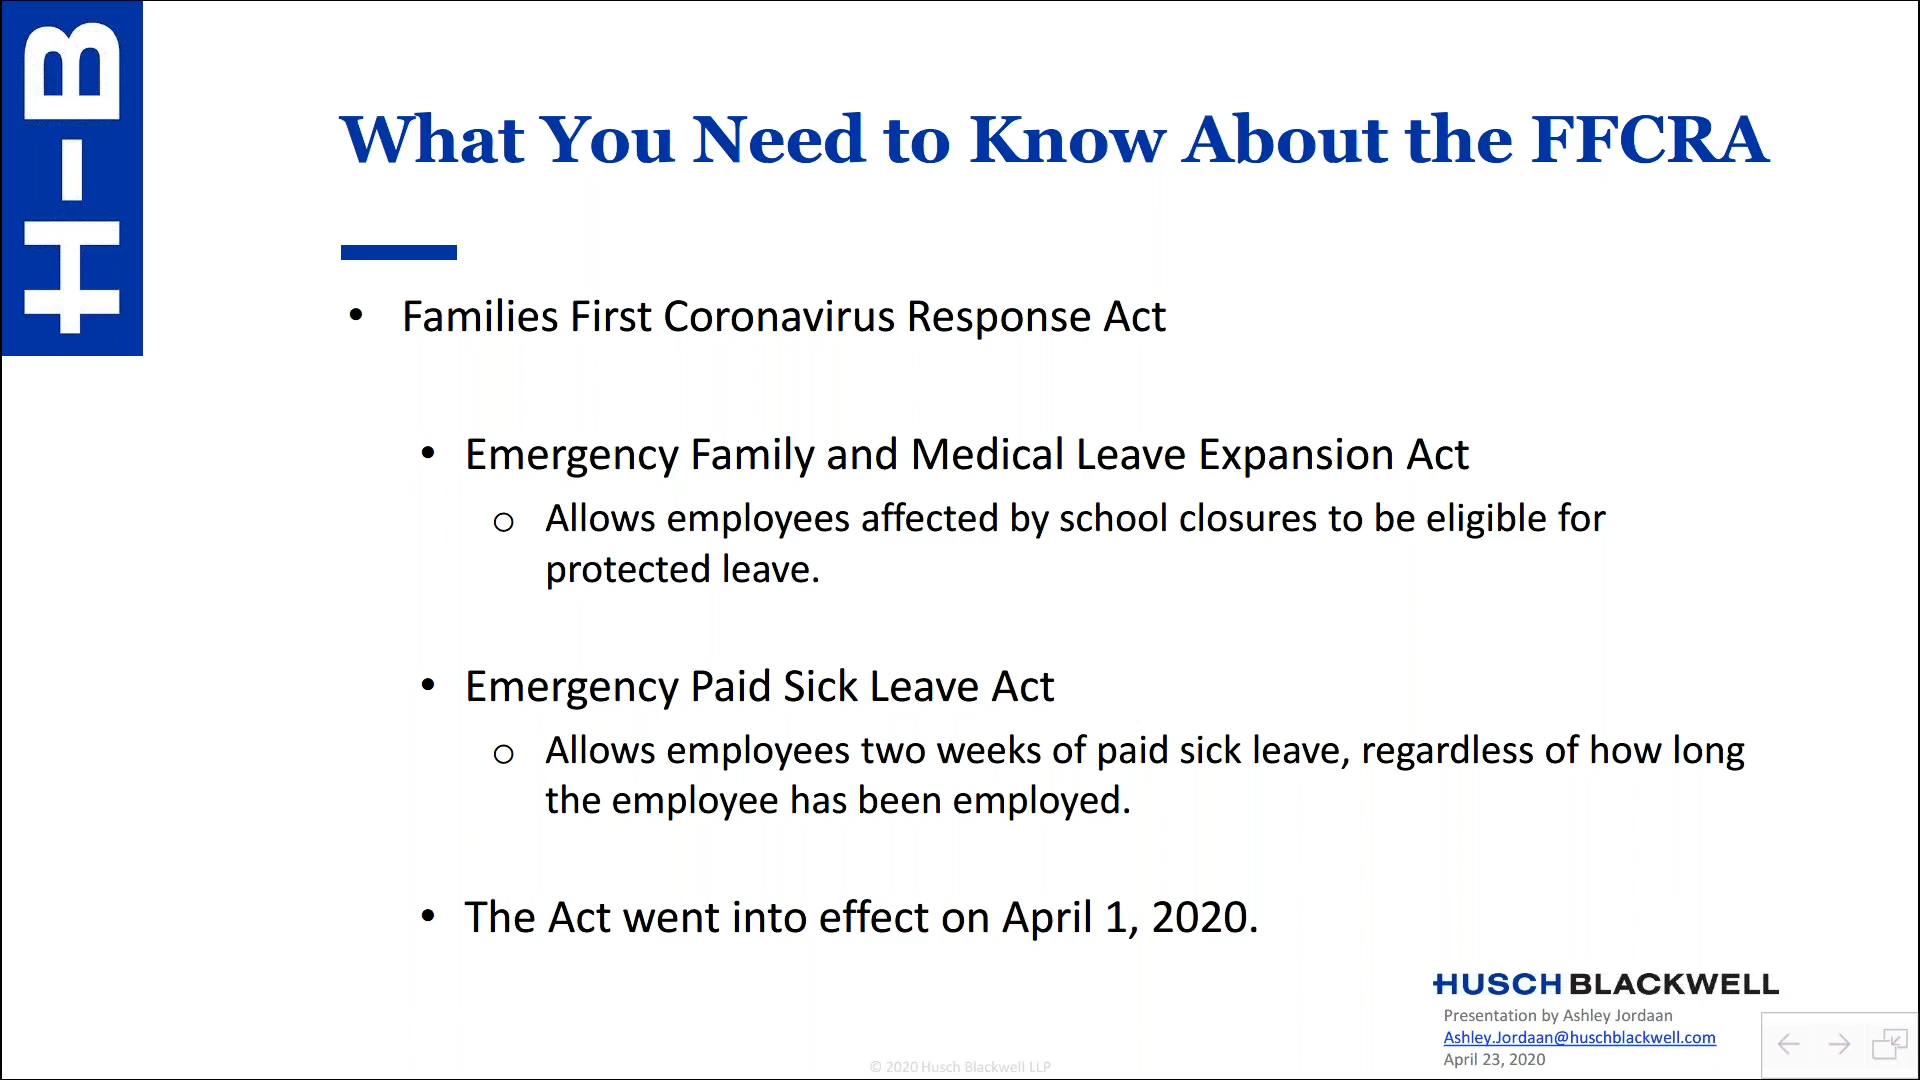 H-B
What You Need to Know About the FFCRA
• Families First Coronavirus Response Act
• Emergency Family and Medical Leave Expansion Act
o Allows employees affected by school closures to be eligible for
protected leave.
• Emergency Paid Sick Leave Act
o Allows employees two weeks of paid sick leave, regardless of how long
the employee has been employed.
• The Act went into effect on April 1, 2020.
HUSCH BLACKWELL
Presentation by Ashley Jordaan
Ashley.Jordaan@huschblackwell.com
April 23, 2020
© 2020 Husch Blackwell LLP